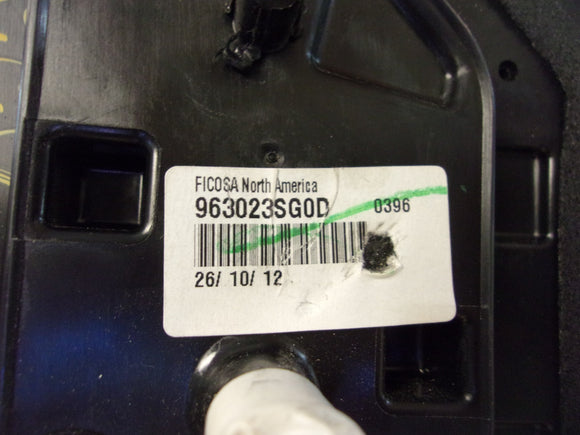 FICOSA North America
963023SG0D 0396
26/ 10/ 12